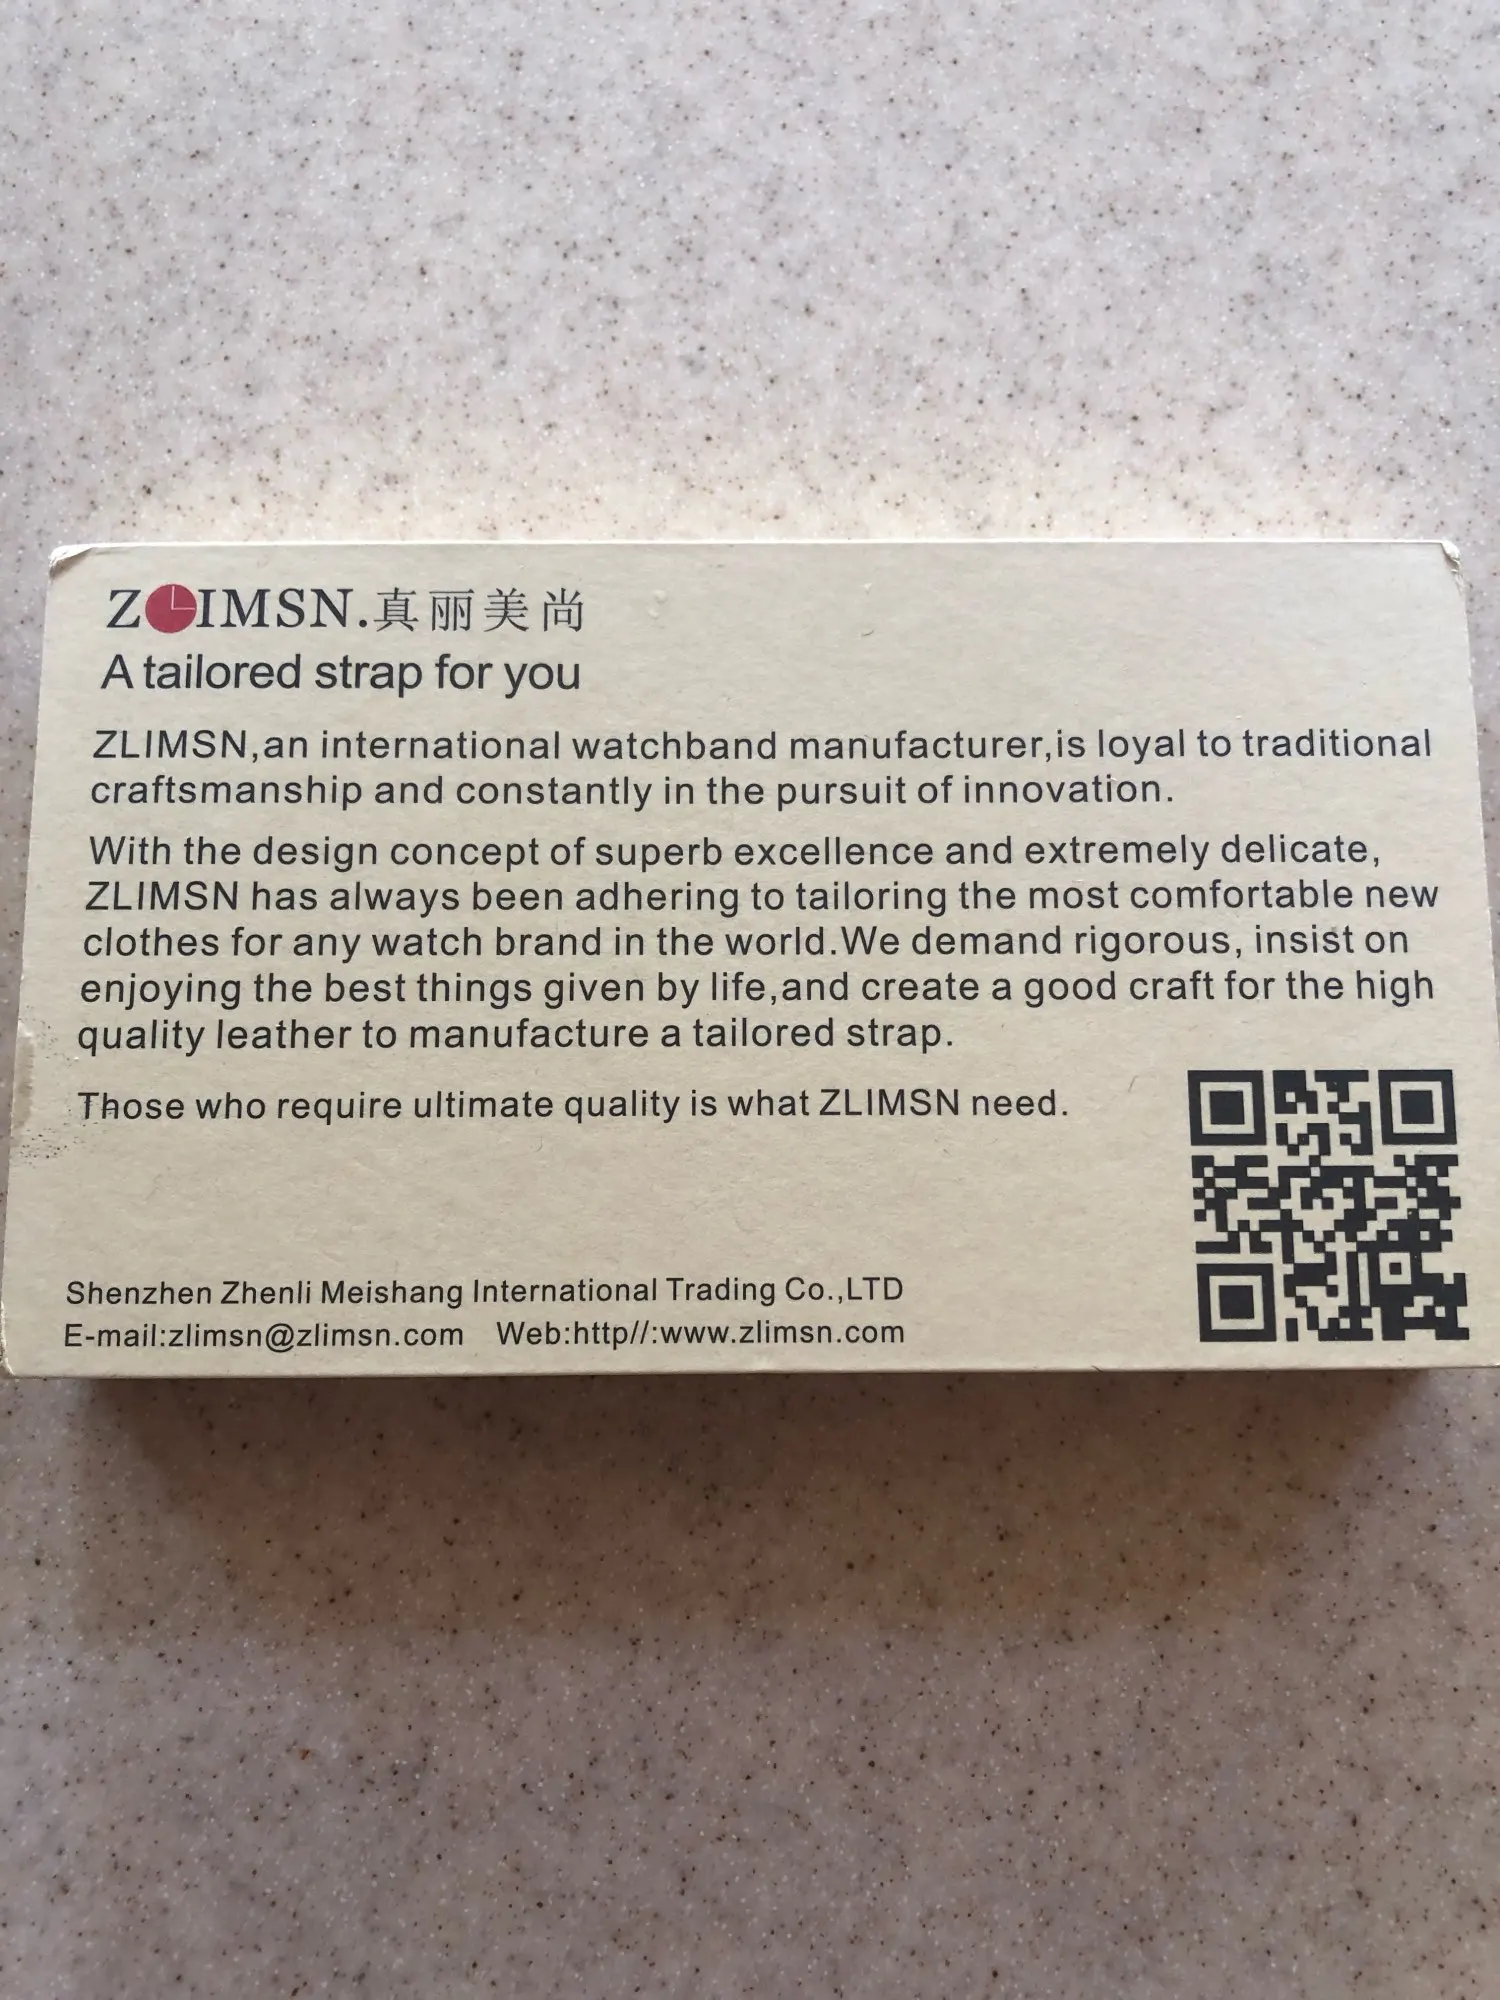 ZLIMSN.真丽美尚
A tailored strap for you
ZLIMSN,an international watchband manufacturer,is loyal to traditional
craftsmanship and constantly in the pursuit of innovation.
With the design concept of superb excellence and extremely delicate,
ZLIMSN has always been adhering to tailoring the most comfortable new
clothes for any watch brand in the world.We demand rigorous, insist on
enjoying the best things given by life,and create a good craft for the high
quality leather to manufacture a tailored strap.
Those who require ultimate quality is what ZLIMSN need.
Shenzhen Zhenli Meishang International Trading Co.,LTD
E-mail:zlimsn@zlimsn.com Web:http//:www.zlimsn.com